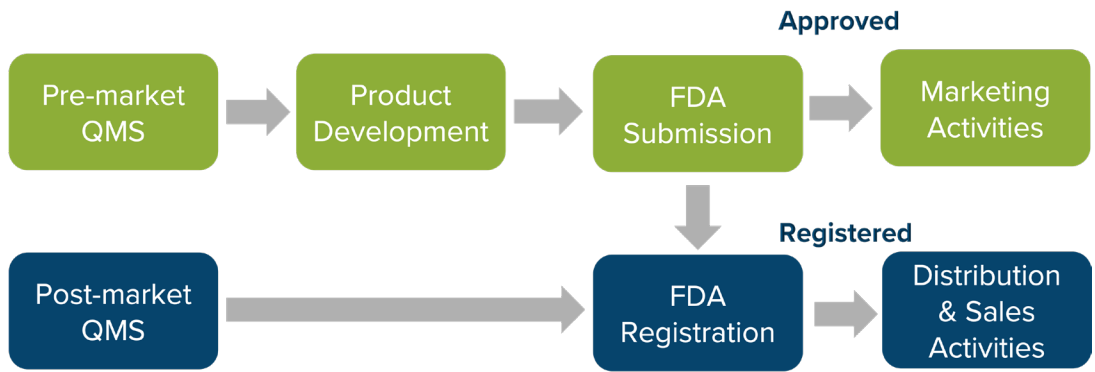 Approved
Pre-market
QMS
Product
Development
FDA
Submission
Marketing
Activities
Registered
Post-market
QMS
FDA
Registration
Distribution
& Sales
Activities